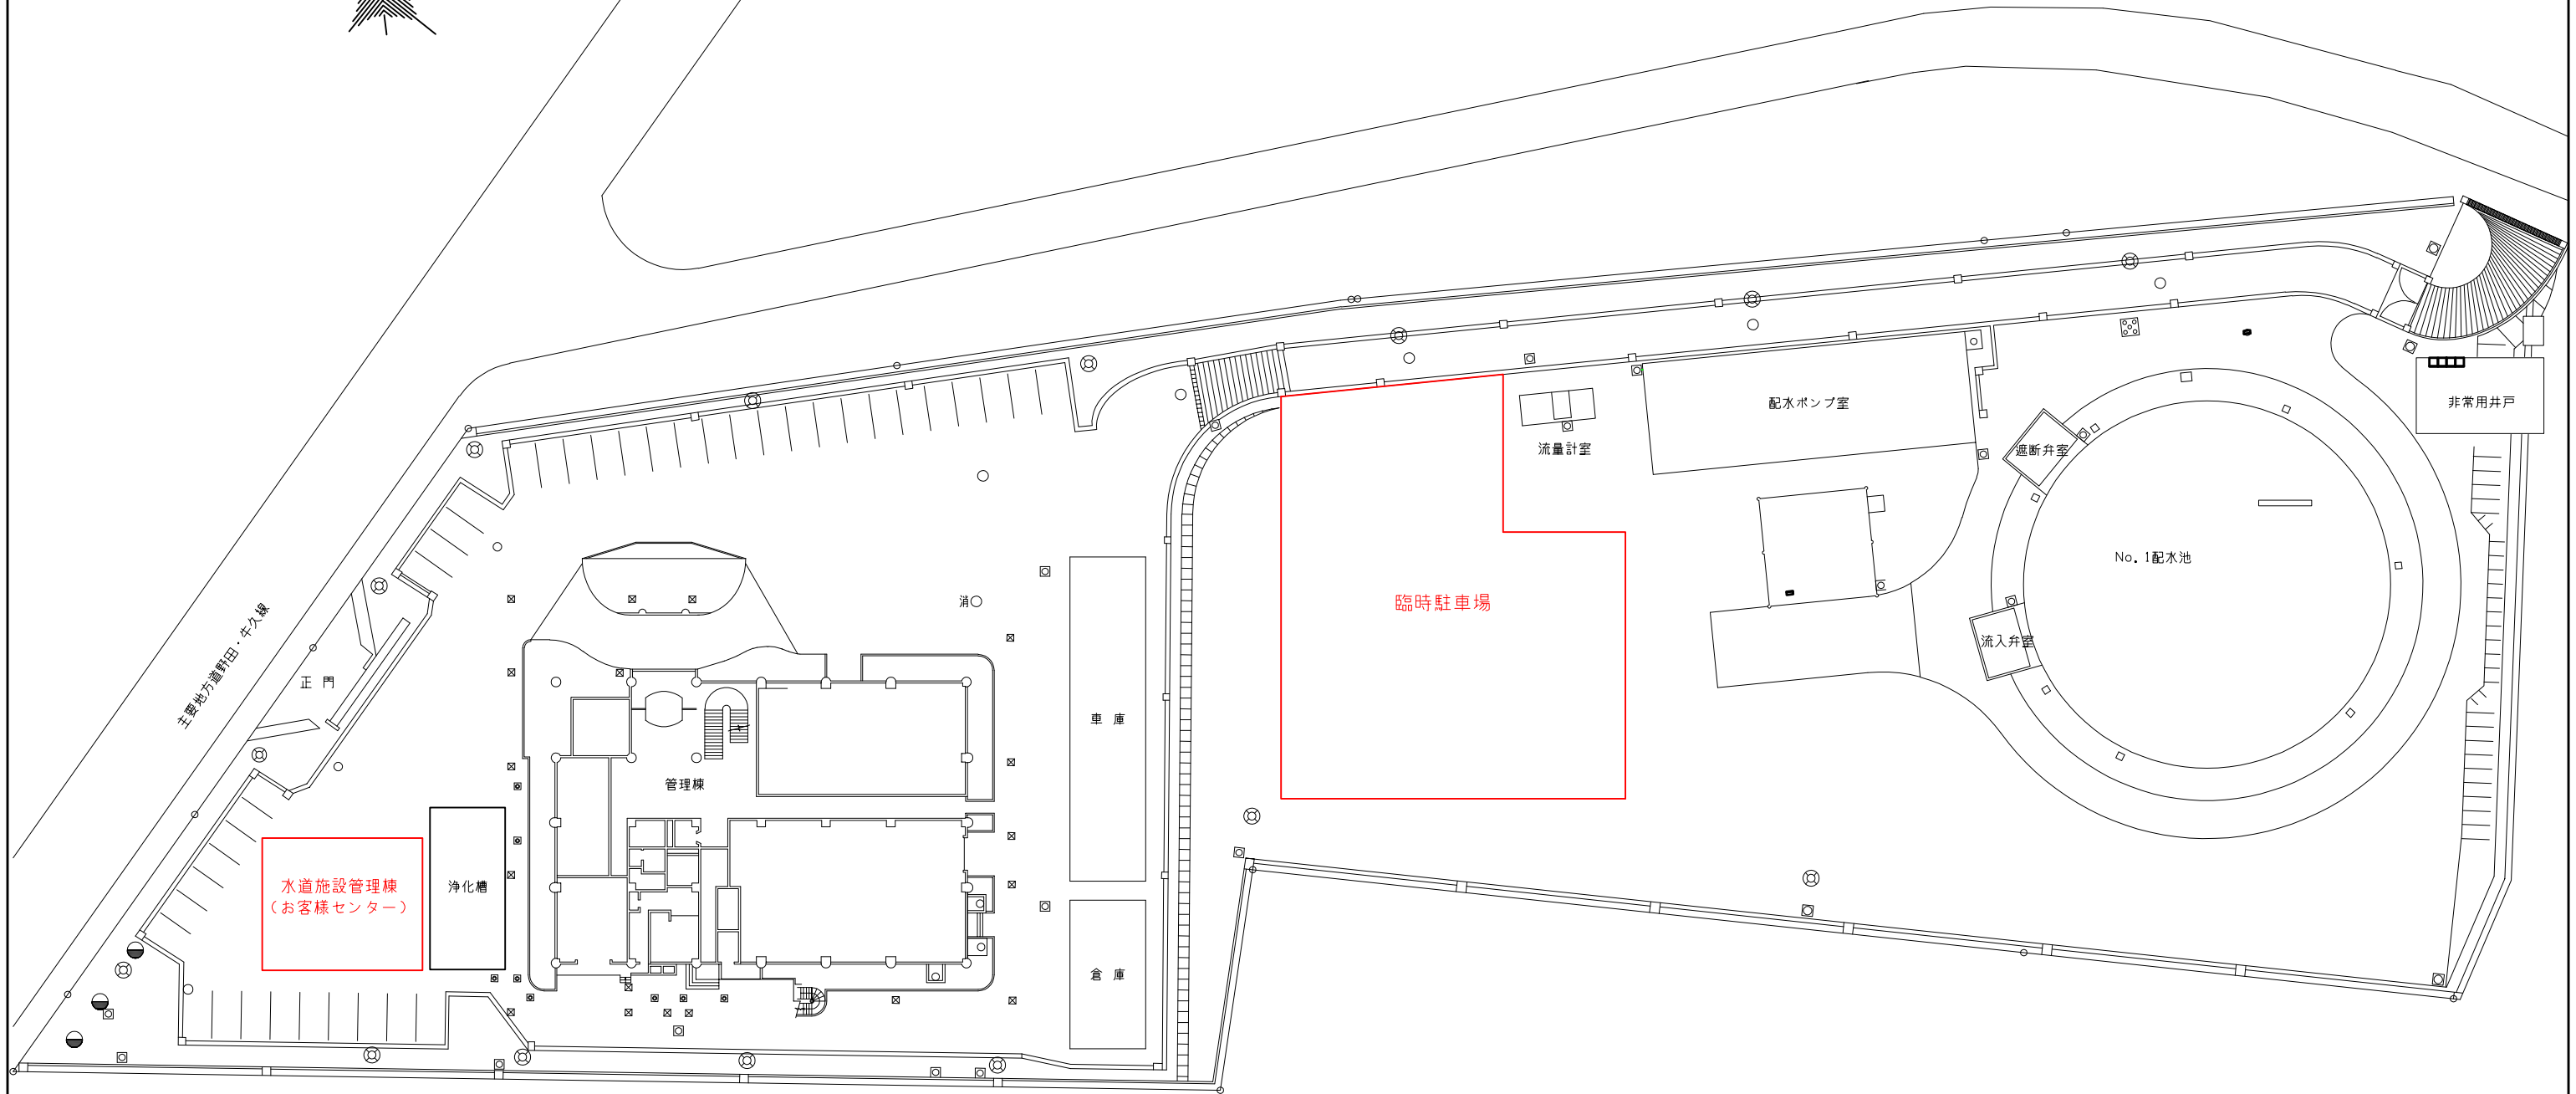 配水ポンプ室
非常用井戸
流量計室
遮断弁室
No. 1配水池
臨時駐車場
消
流入弁室
主要地方道野田・牛久線
正 門
車 庫
管理棟
水道施設管理棟
(お客様センター)
浄化槽
倉 庫